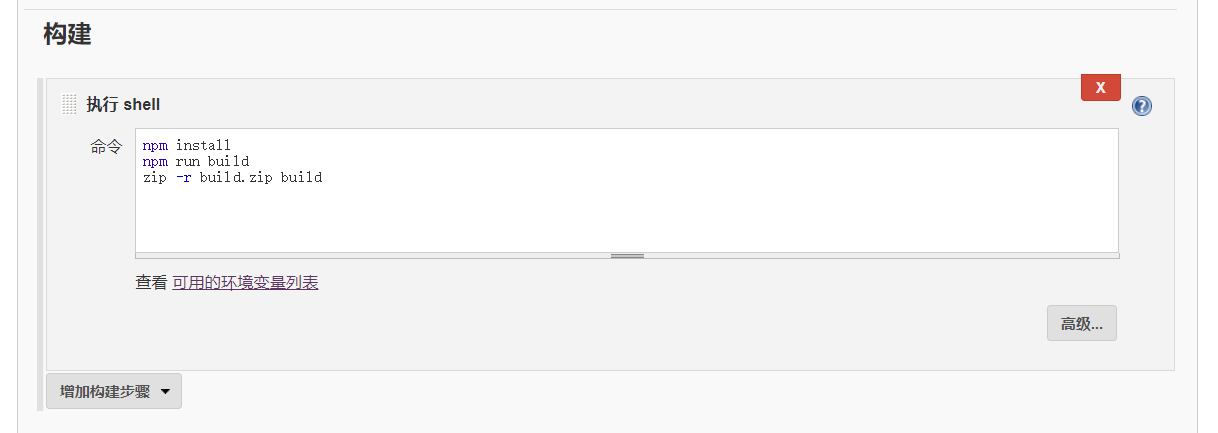 构建
执行 shell
X
?
命令
npm install
npm run build
zip -r build.zip build
查看 可用的环境变量列表
高级...
增加构建步骤